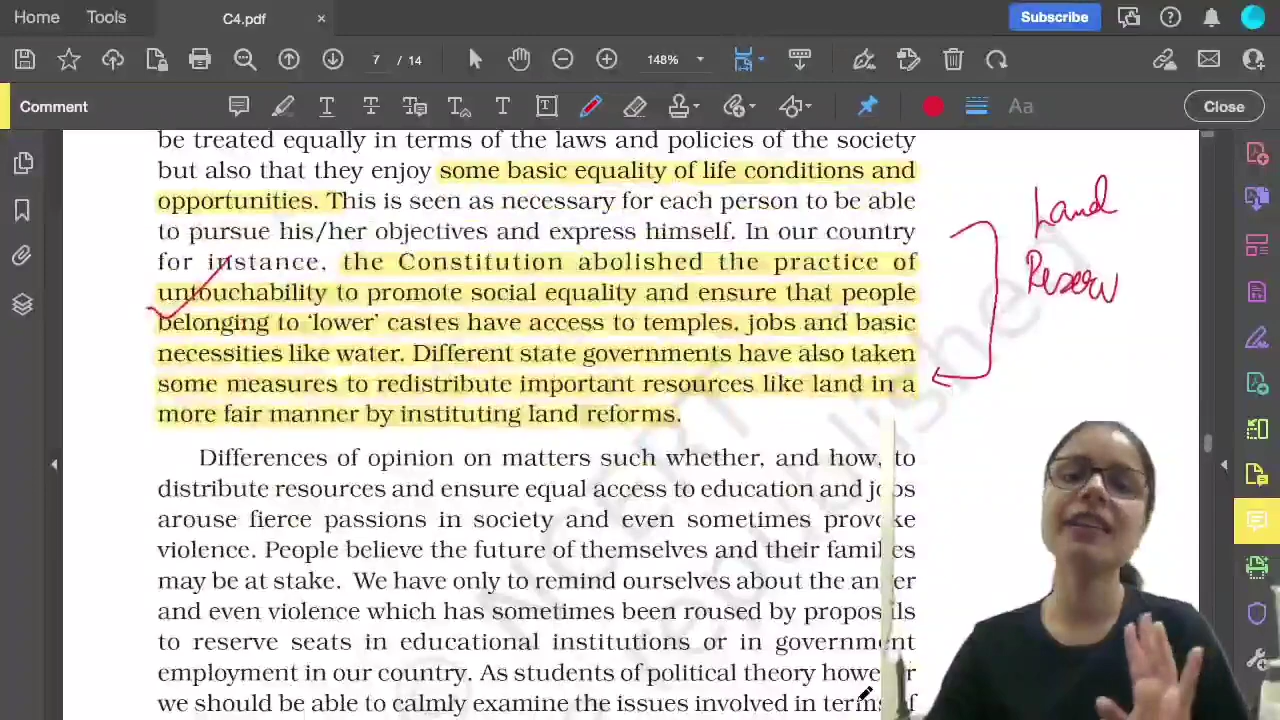 Home Tools C4.pdf × Subscribe
7 / 14 148%
Comment Aa Close
be treated equally in terms of the laws and policies of the society
but also that they enjoy some basic equality of life conditions and
opportunities. This is seen as necessary for each person to be able
to pursue his/her objectives and express himself. In our country
for instance, the Constitution abolished the practice of
untouchability to promote social equality and ensure that people
belonging to 'lower' castes have access to temples, jobs and basic
necessities like water. Different state governments have also taken
some measures to redistribute important resources like land in a
more fair manner by instituting land reforms.
Land
Reserv
Differences of opinion on matters such whether, and how, to
distribute resources and ensure equal access to education and jobs
arouse fierce passions in society and even sometimes provoke
violence. People believe the future of themselves and their families
may be at stake. We have only to remind ourselves about the anger
and even violence which has sometimes been roused by proposals
to reserve seats in educational institutions or in government
employment in our country. As students of political theory however
we should be able to calmly examine the issues involved in terms of
republished